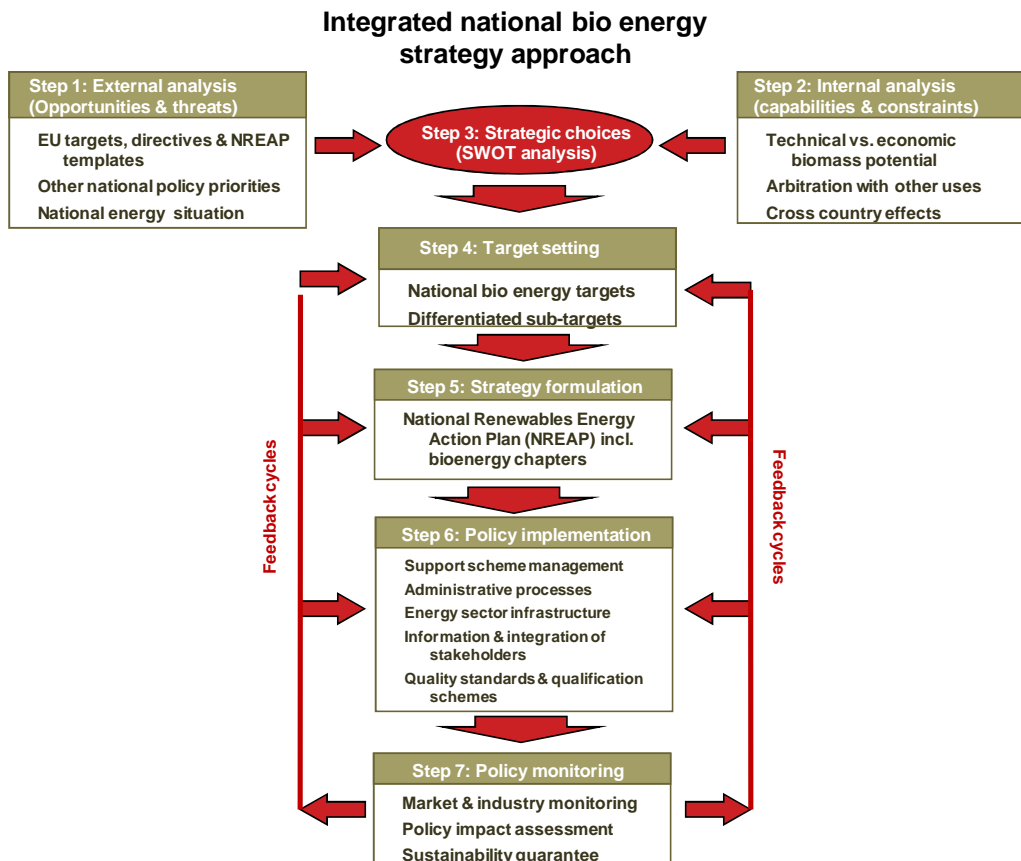 Integrated national bio energy
strategy approach
Step 1: External analysis
(Opportunities & threats)
EU targets, directives & NREAP
templates
Other national policy priorities
National energy situation
Step 2: Internal analysis
(capabilities & constraints)
Technical vs. economic
biomass potential
Arbitration with other uses
Cross country effects
Step 3: Strategic choices
(SWOT analysis)
Step 4: Target setting
National bio energy targets
Differentiated sub-targets
Step 5: Strategy formulation
National Renewables Energy
Action Plan (NREAP) incl.
bioenergy chapters
Feedback cycles
Feedback cycles
Step 6: Policy implementation
Support scheme management
Administrative processes
Energy sector infrastructure
Information & integration of
stakeholders
Quality standards & qualification
schemes
Step 7: Policy monitoring
Market & industry monitoring
Policy impact assessment
Sustainability guarantee